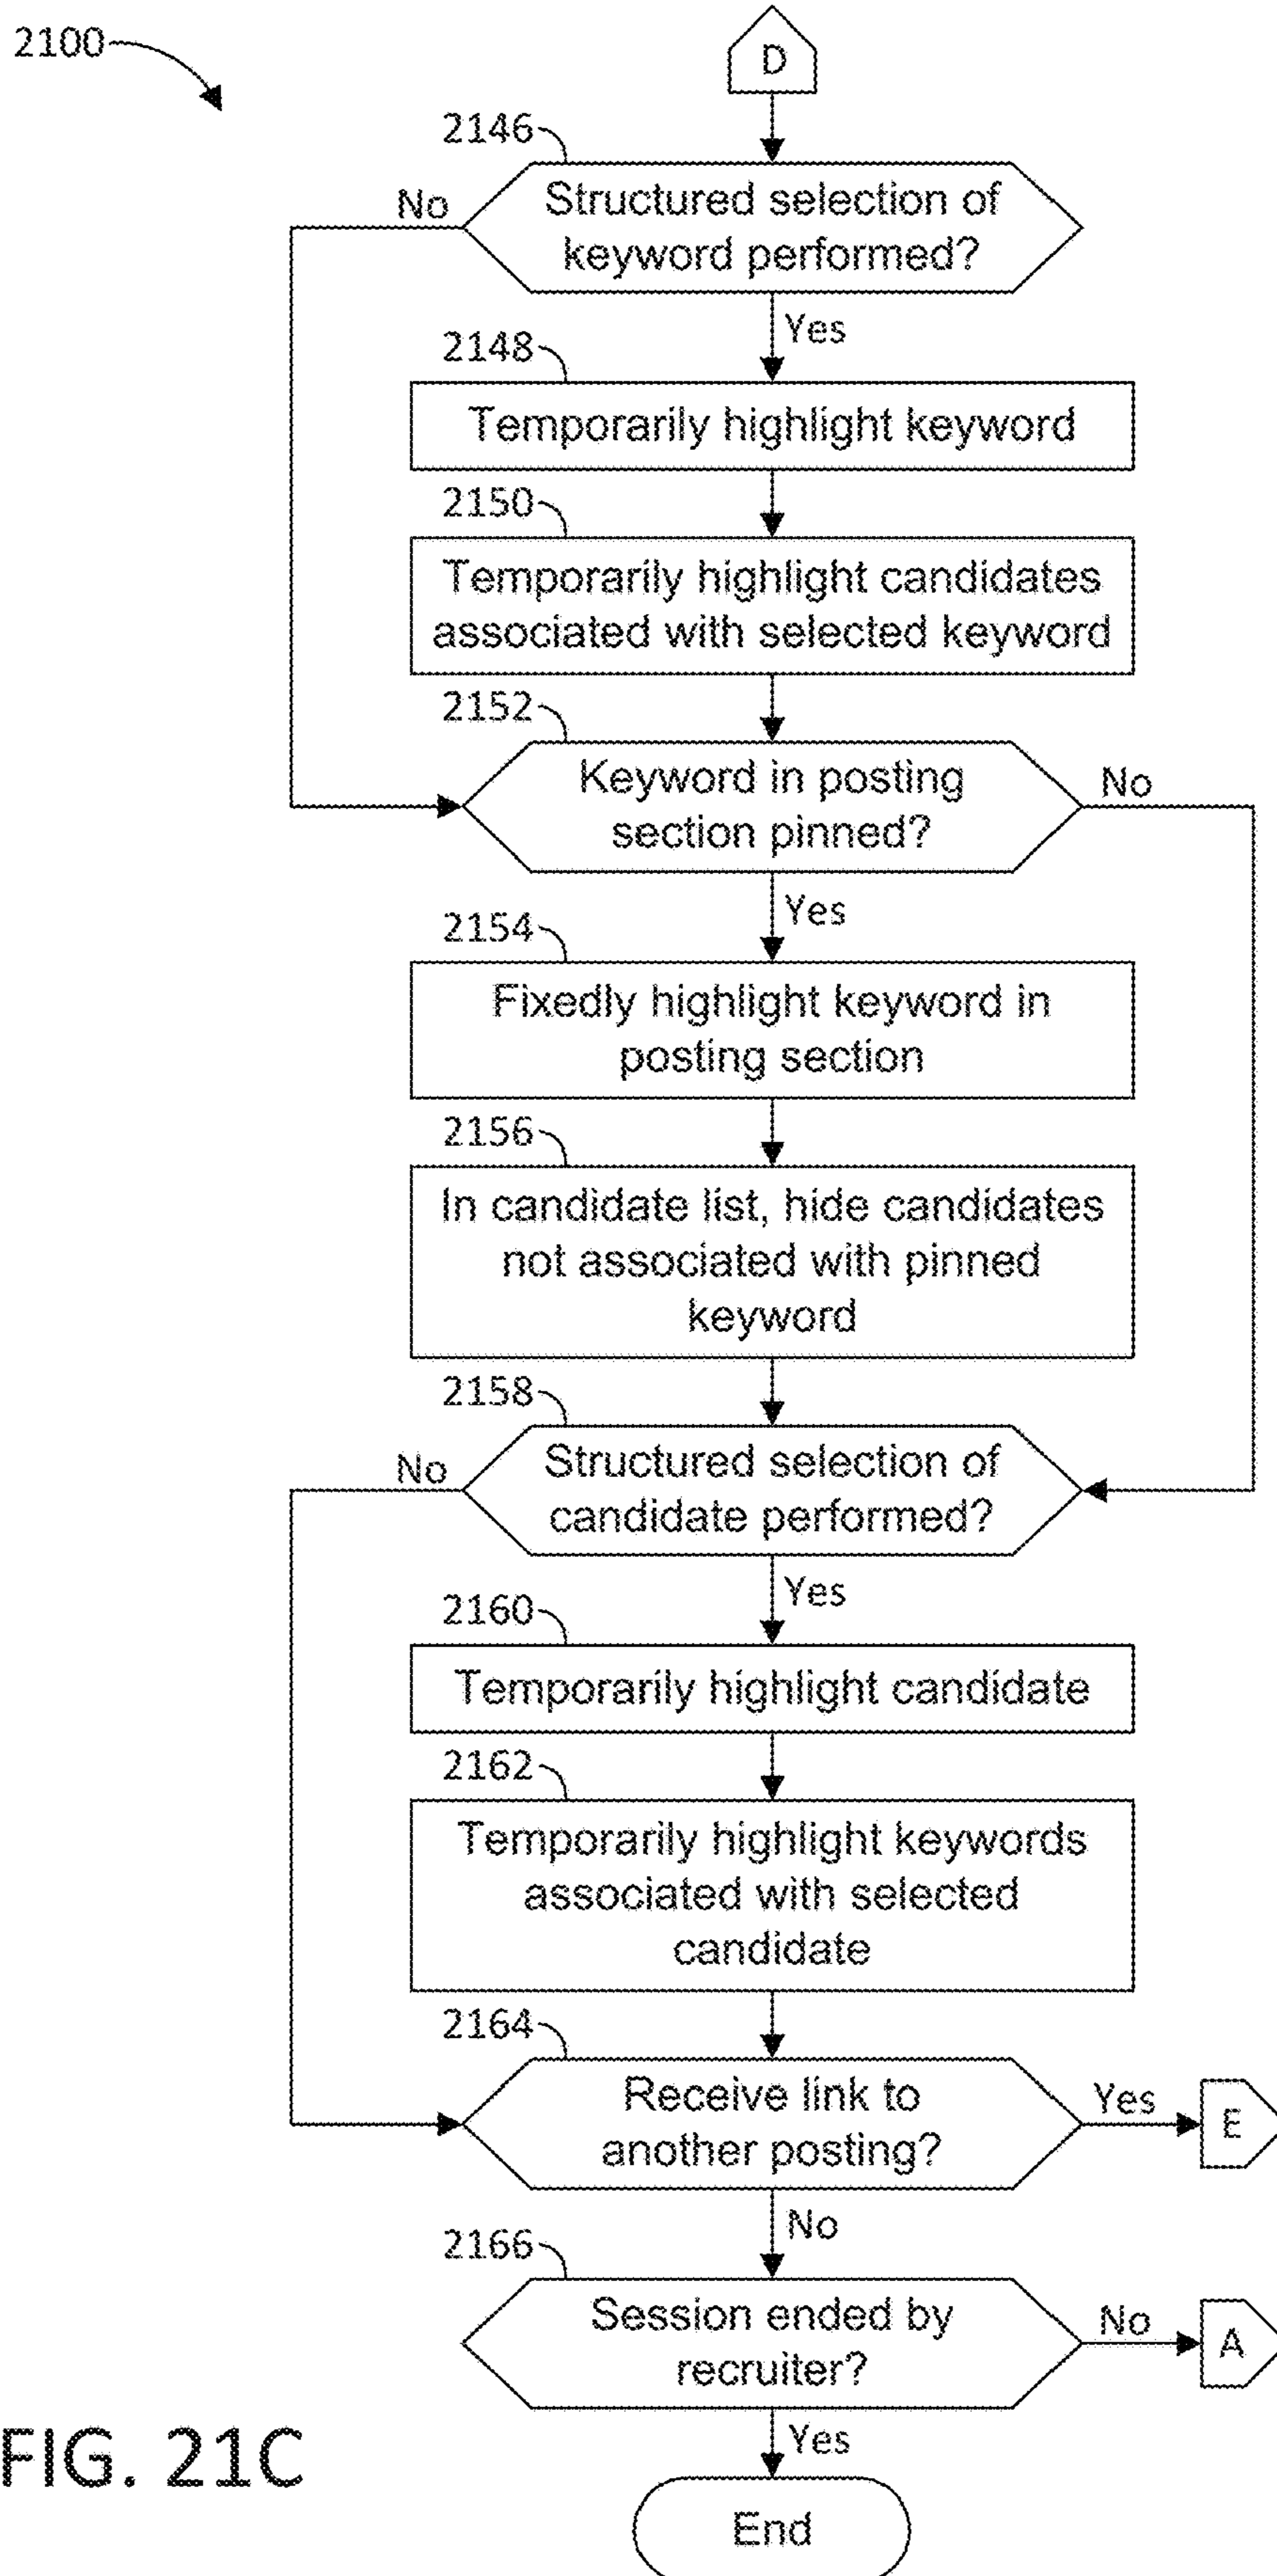 2100
D
2146
No
Structured selection of
keyword performed?
Yes
2148
Temporarily highlight keyword
2150
Temporarily highlight candidates
associated with selected keyword
2152
Keyword in posting
section pinned?
No
Yes
2154
Fixedly highlight keyword in
posting section
2156
In candidate list, hide candidates
not associated with pinned
keyword
2158
No
Structured selection of
candidate performed?
Yes
2160
Temporarily highlight candidate
2162
Temporarily highlight keywords
associated with selected
candidate
2164
Receive link to
another posting?
Yes
E
No
2166
Session ended by
recruiter?
No
A
Yes
End
FIG. 21C